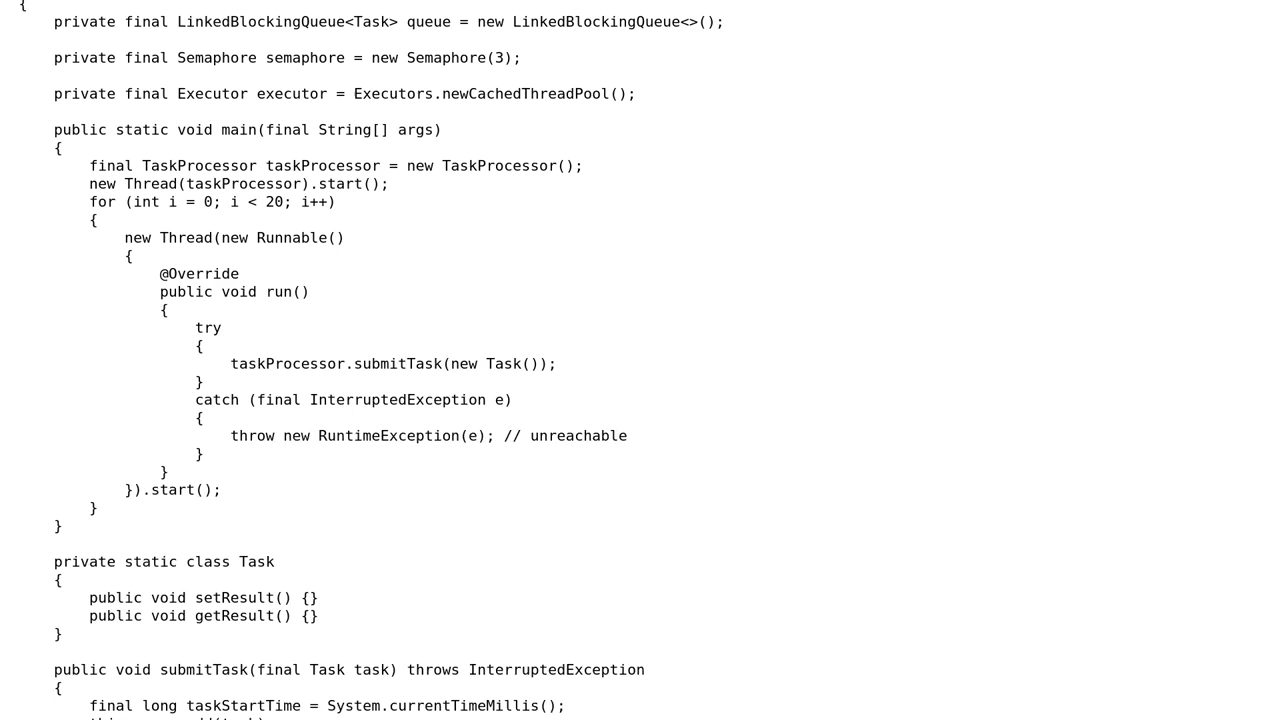 {
    private final LinkedBlockingQueue<Task> queue = new LinkedBlockingQueue<>();

    private final Semaphore semaphore = new Semaphore(3);

    private final Executor executor = Executors.newCachedThreadPool();

    public static void main(final String[] args)
    {
        final TaskProcessor taskProcessor = new TaskProcessor();
        new Thread(taskProcessor).start();
        for (int i = 0; i < 20; i++)
        {
            new Thread(new Runnable()
            {
                @Override
                public void run()
                {
                    try
                    {
                        taskProcessor.submitTask(new Task());
                    }
                    catch (final InterruptedException e)
                    {
                        throw new RuntimeException(e); // unreachable
                    }
                }
            }).start();
        }
    }

    private static class Task
    {
        public void setResult() {}
        public void getResult() {}
    }

    public void submitTask(final Task task) throws InterruptedException
    {
        final long taskStartTime = System.currentTimeMillis();